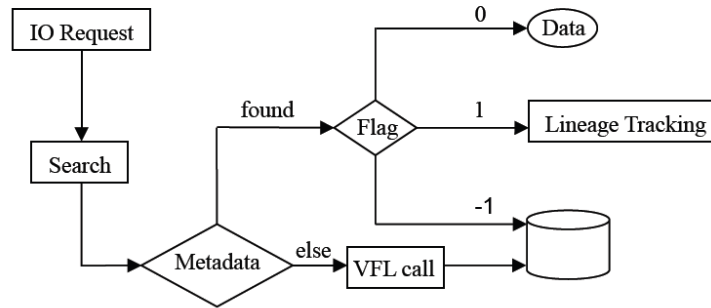 IO Request
0
Data
found
Flag
1
Lineage Tracking
Search
-1
Metadata
else
VFL call